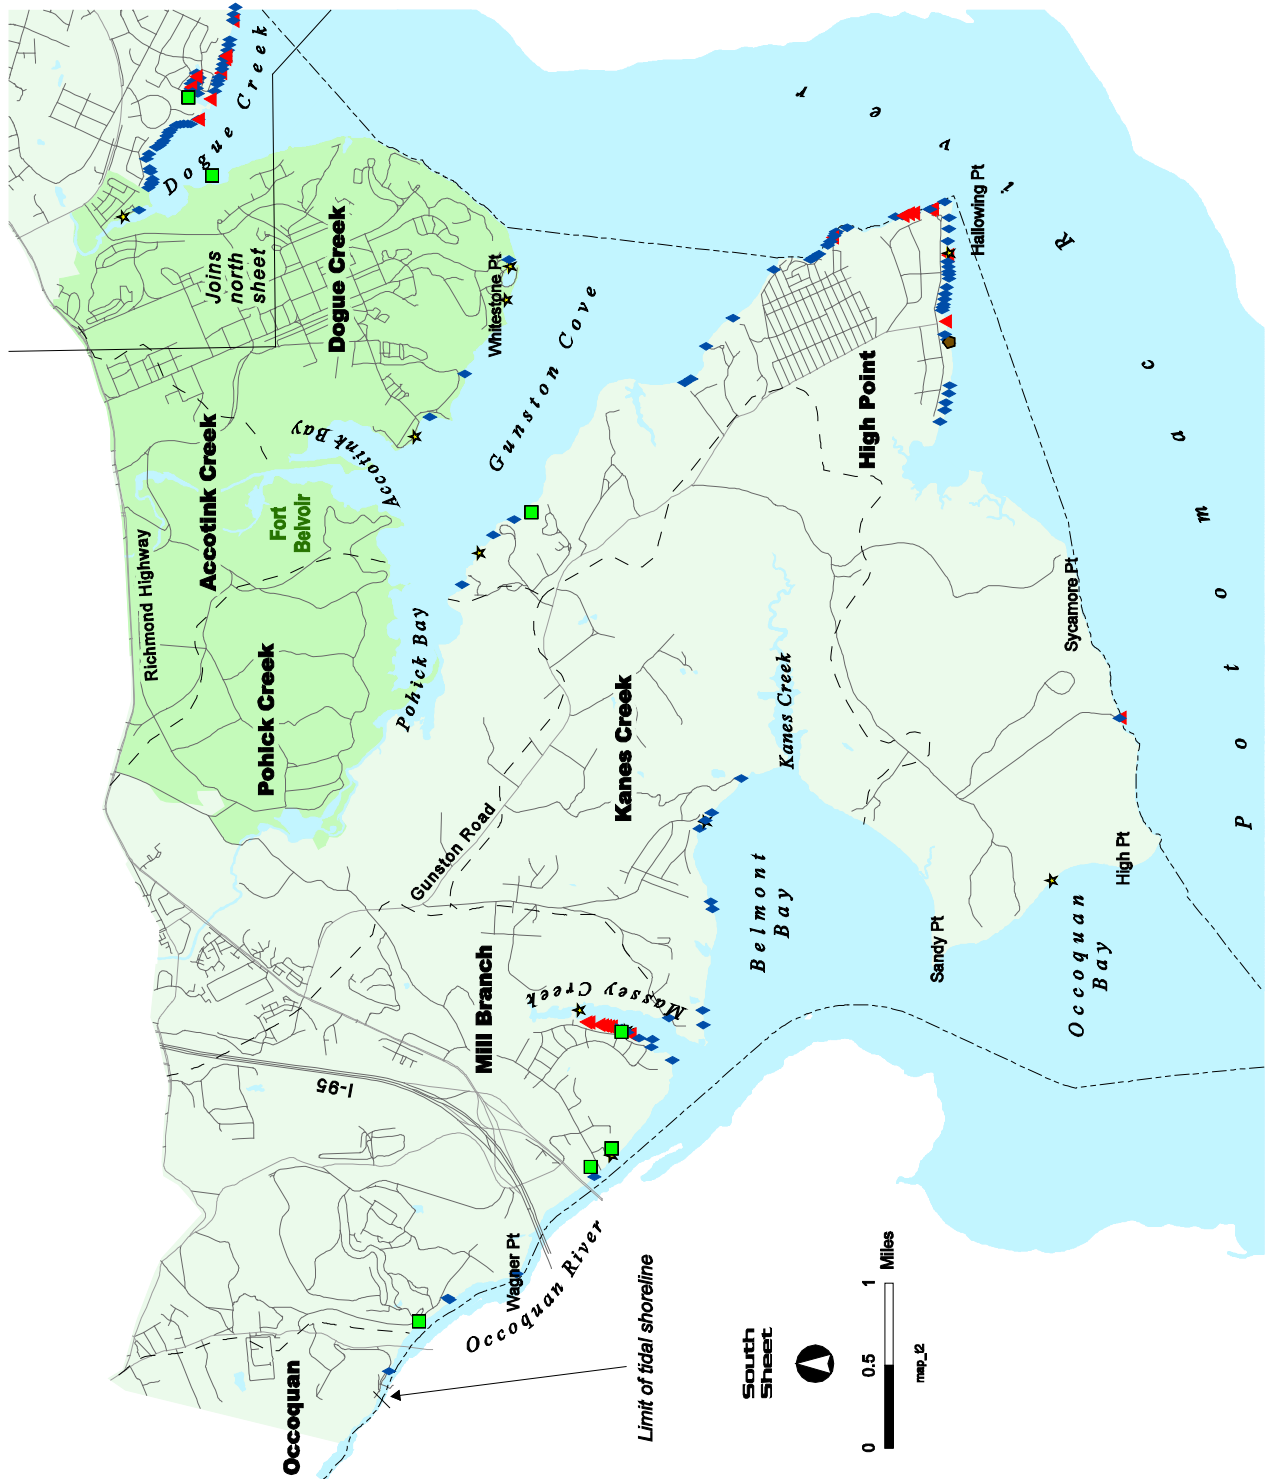 Dogue Creek
Joins
north
sheet
Dogue Creek
Whitestone Pt
Gunston Cove
Accotink Bay
Accotink Creek
Fort
Belvoir
Richmond Highway
Pohick Creek
Pohick Bay
Gunston Road
Kanes Creek
Kanes Creek
High Point
Hallowing Pt
Sycamore Pt
Potomac River
High Pt
Sandy Pt
Occoquan
Bay
Belmont
Bay
Massey Creek
Mill Branch
I-95
Wagner Pt
Occoquan River
Occoquan
Limit of tidal shoreline
South
Sheet
0 0.5 1 Miles
map_t2